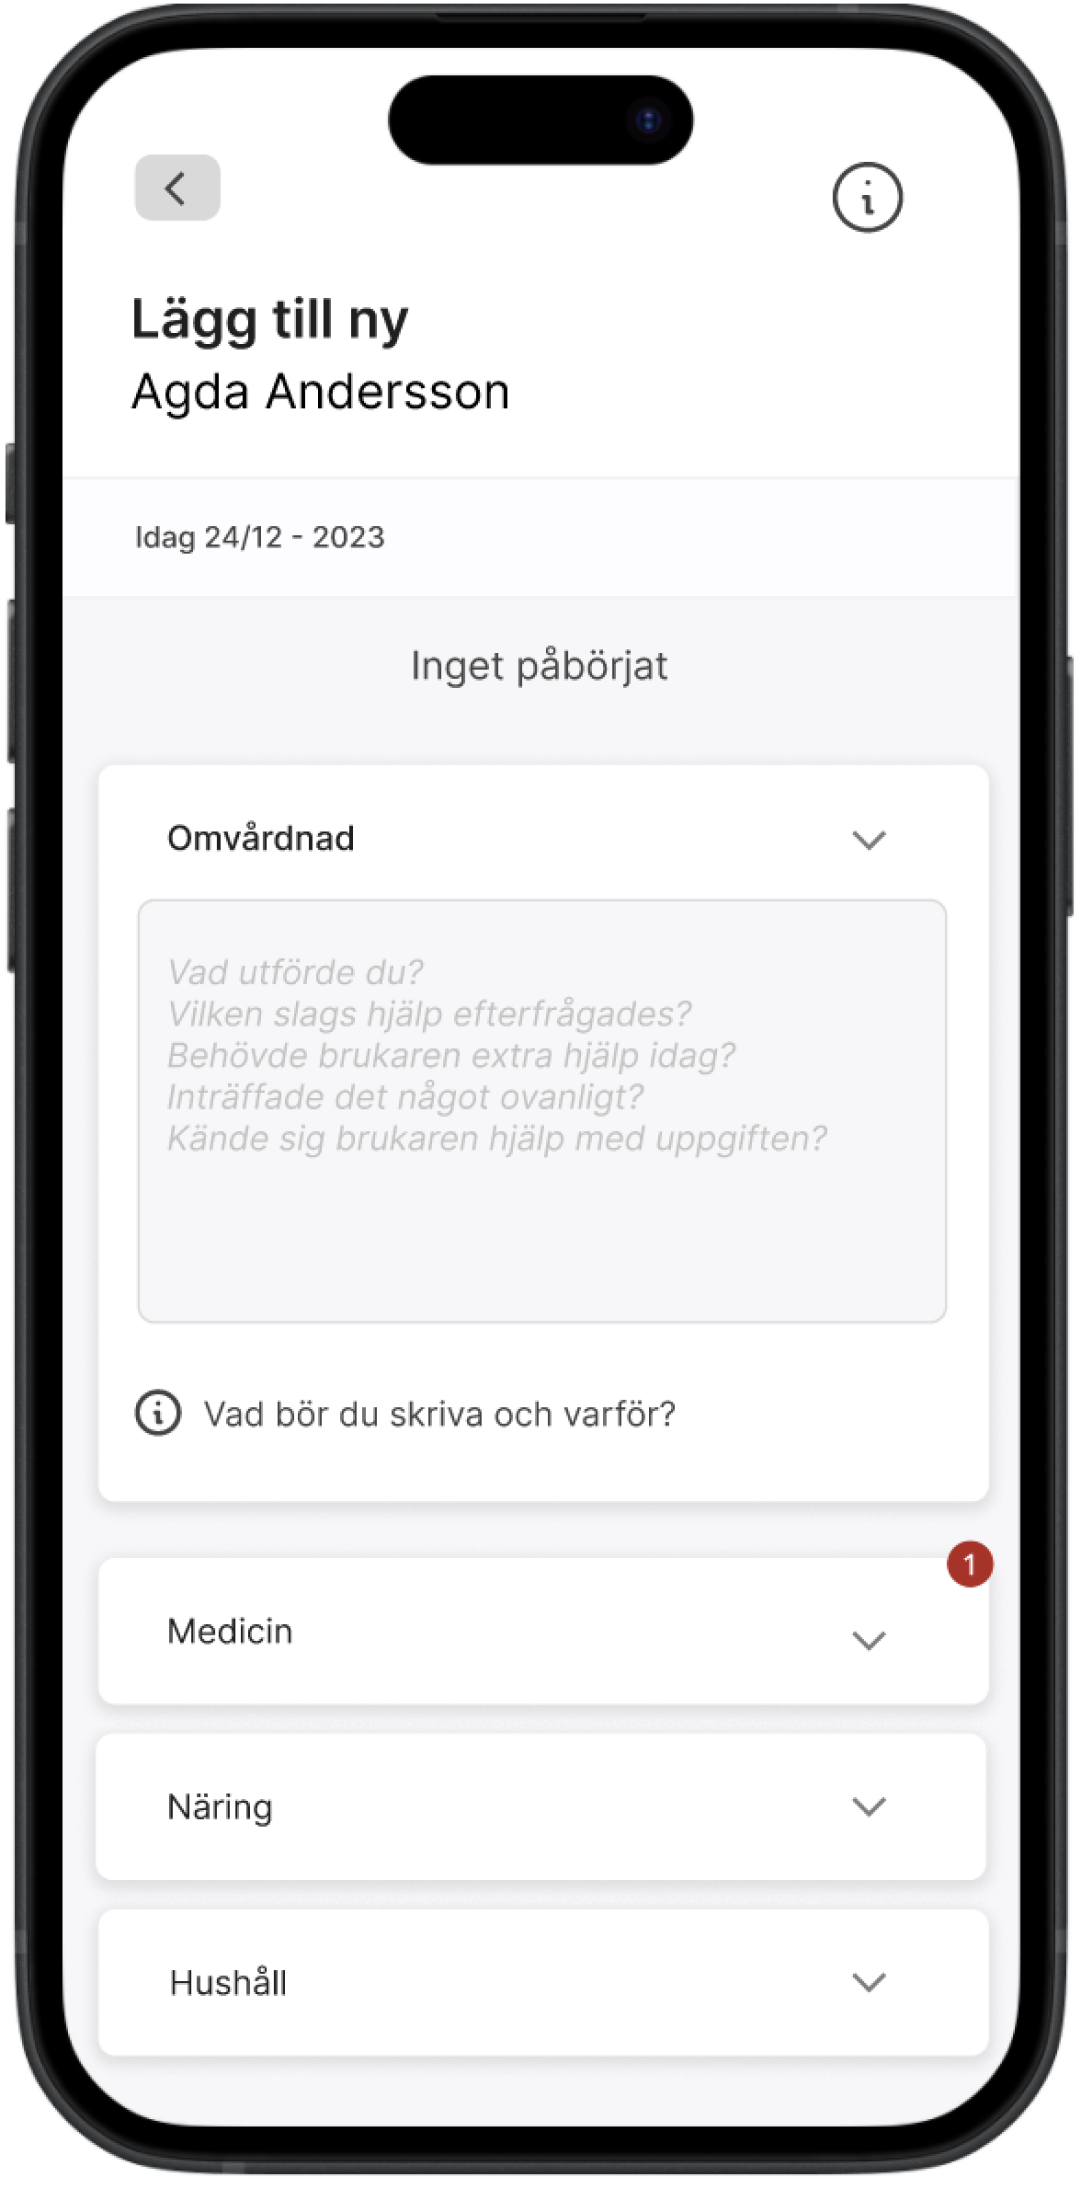 Lägg till ny
Agda Andersson
Idag 24/12 - 2023
Inget påbörjat
Omvårdnad
Vad utförde du?
Vilken slags hjälp efterfrågades?
Behövde brukaren extra hjälp idag?
Inträffade det något ovanligt?
Kände sig brukaren hjälp med uppgiften?
Vad bör du skriva och varför?
1
Medicin
Näring
Hushåll